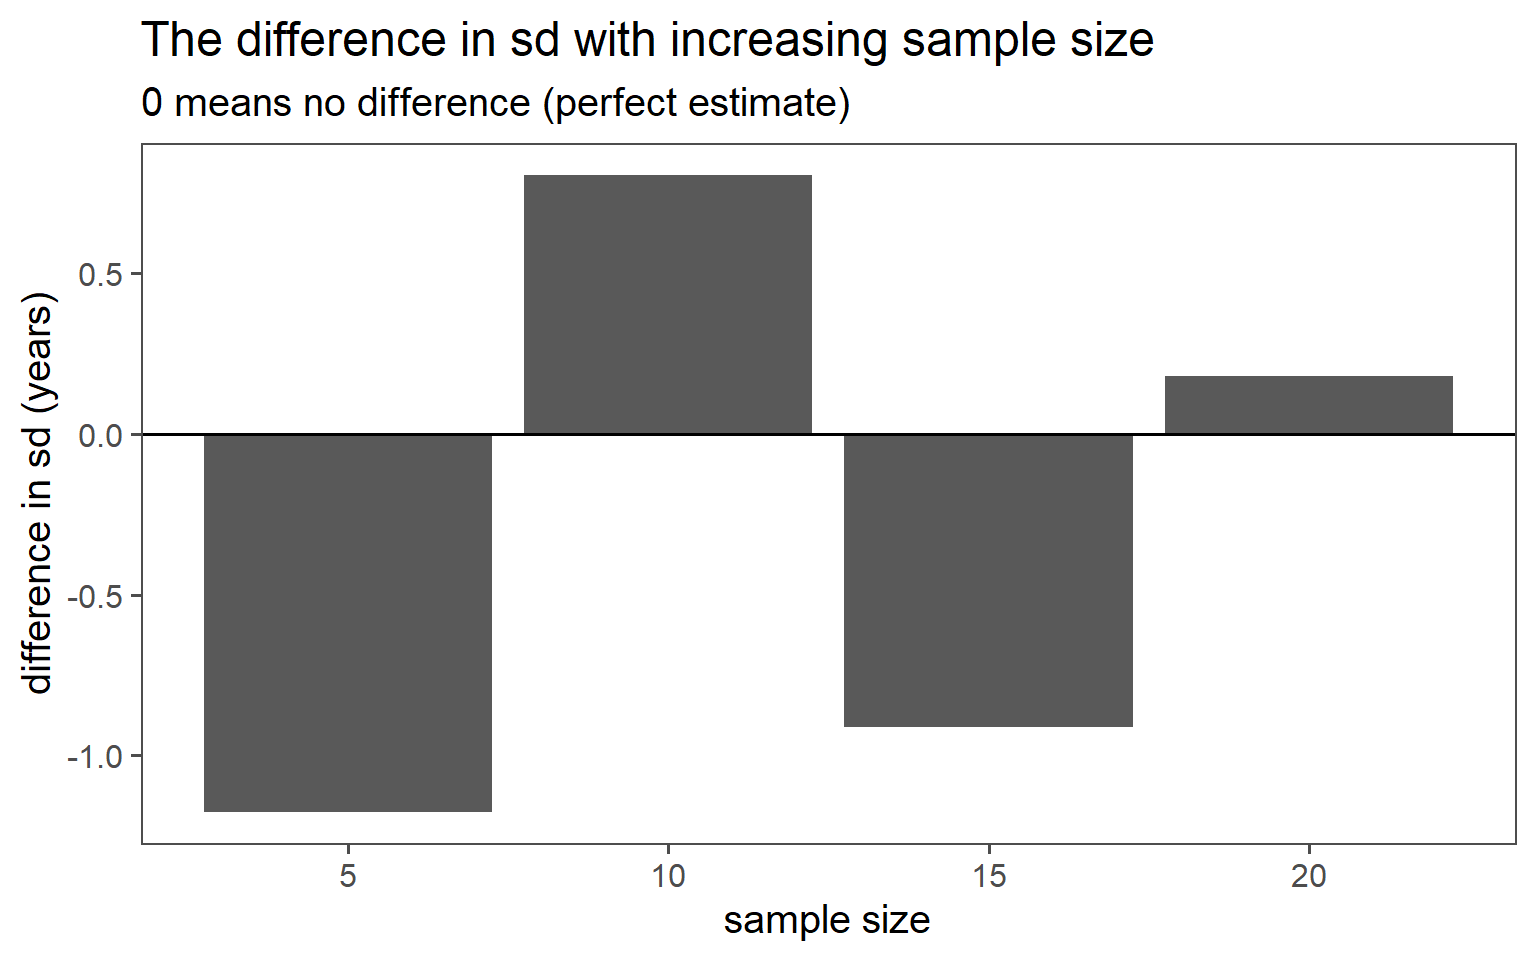 The difference in sd with increasing sample size
0 means no difference (perfect estimate)
difference in sd (years)
0.5
0.0
-0.5
-1.0
5 10 15 20
sample size